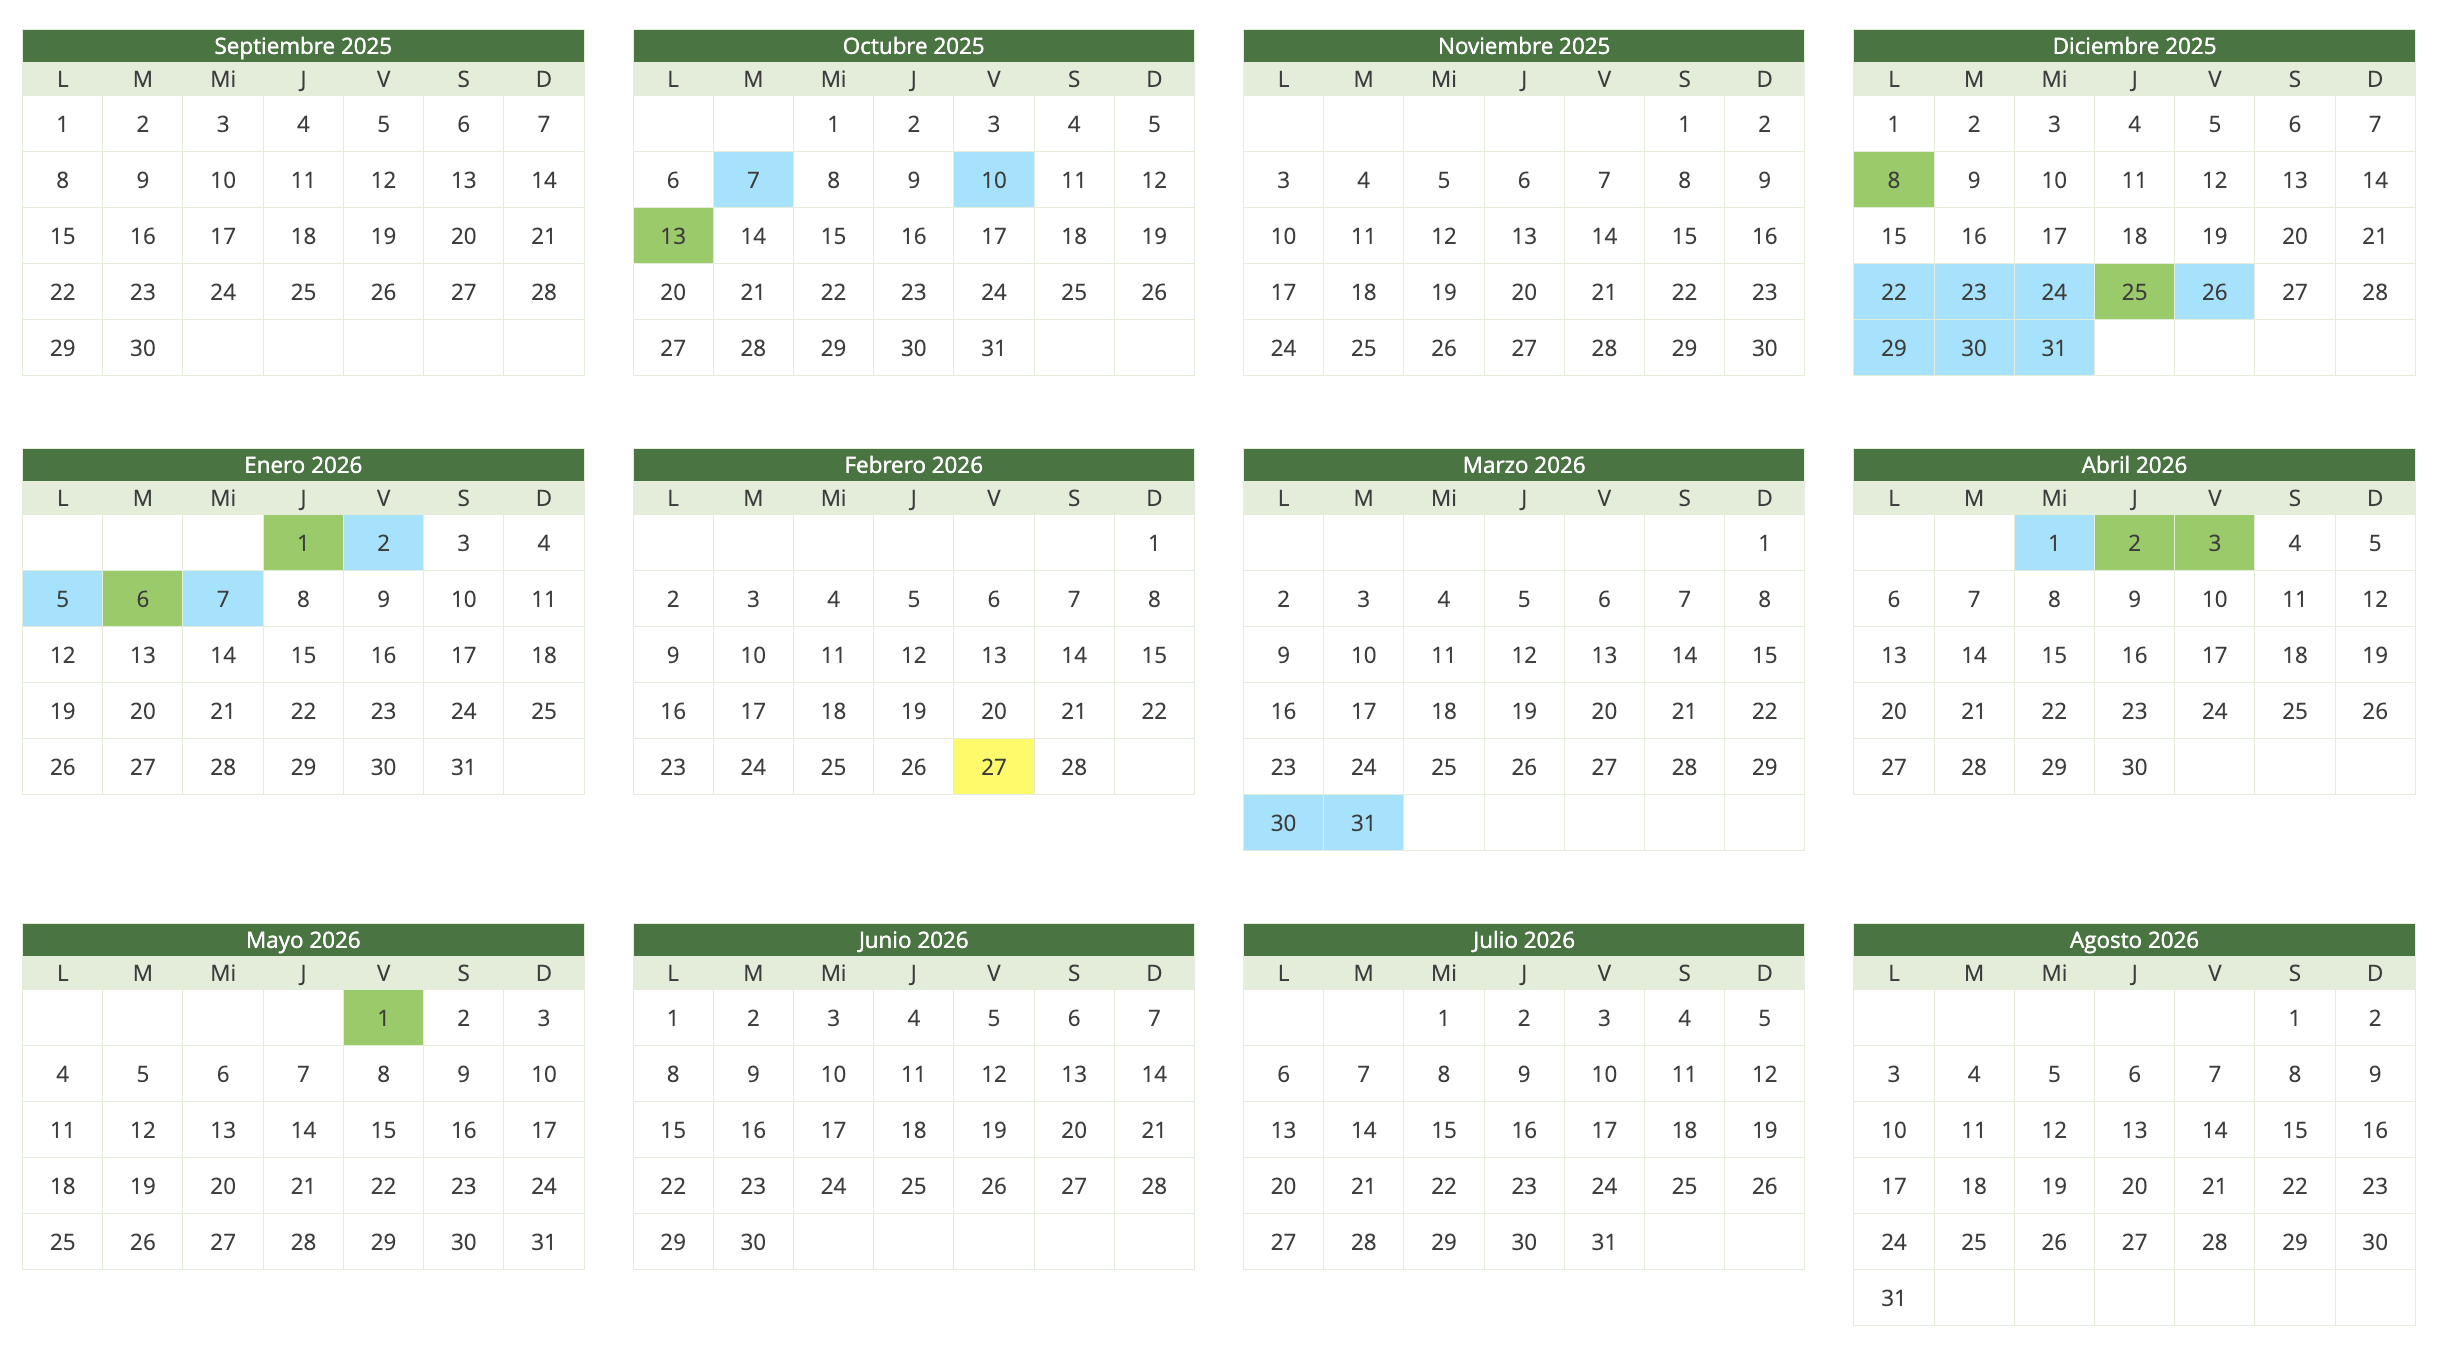 Septiembre 2025
L M Mi J V S D
1 2 3 4 5 6 7
8 9 10 11 12 13 14
15 16 17 18 19 20 21
22 23 24 25 26 27 28
29 30
Octubre 2025
L M Mi J V S D
1 2 3 4 5
6 7 8 9 10 11 12
13 14 15 16 17 18 19
20 21 22 23 24 25 26
27 28 29 30 31
Noviembre 2025
L M Mi J V S D
1 2
3 4 5 6 7 8 9
10 11 12 13 14 15 16
17 18 19 20 21 22 23
24 25 26 27 28 29 30
Diciembre 2025
L M Mi J V S D
1 2 3 4 5 6 7
8 9 10 11 12 13 14
15 16 17 18 19 20 21
22 23 24 25 26 27 28
29 30 31
Enero 2026
L M Mi J V S D
1 2 3 4
5 6 7 8 9 10 11
12 13 14 15 16 17 18
19 20 21 22 23 24 25
26 27 28 29 30 31
Febrero 2026
L M Mi J V S D
1
2 3 4 5 6 7 8
9 10 11 12 13 14 15
16 17 18 19 20 21 22
23 24 25 26 27 28
Marzo 2026
L M Mi J V S D
1
2 3 4 5 6 7 8
9 10 11 12 13 14 15
16 17 18 19 20 21 22
23 24 25 26 27 28 29
30 31
Abril 2026
L M Mi J V S D
1 2 3 4 5
6 7 8 9 10 11 12
13 14 15 16 17 18 19
20 21 22 23 24 25 26
27 28 29 30
Mayo 2026
L M Mi J V S D
1 2 3
4 5 6 7 8 9 10
11 12 13 14 15 16 17
18 19 20 21 22 23 24
25 26 27 28 29 30 31
Junio 2026
L M Mi J V S D
1 2 3 4 5 6 7
8 9 10 11 12 13 14
15 16 17 18 19 20 21
22 23 24 25 26 27 28
29 30
Julio 2026
L M Mi J V S D
1 2 3 4 5
6 7 8 9 10 11 12
13 14 15 16 17 18 19
20 21 22 23 24 25 26
27 28 29 30 31
Agosto 2026
L M Mi J V S D
1 2
3 4 5 6 7 8 9
10 11 12 13 14 15 16
17 18 19 20 21 22 23
24 25 26 27 28 29 30
31